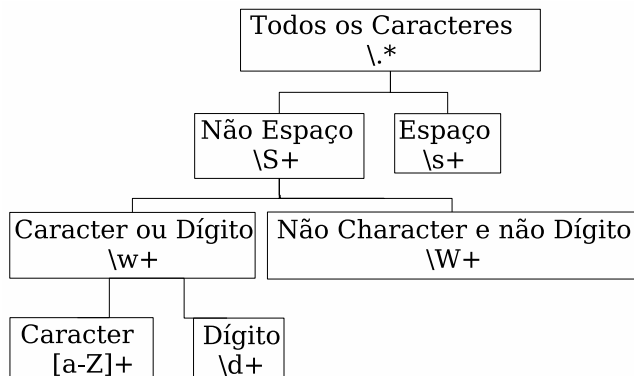 Todos os Caracteres
\.*
Não Espaço
\S+
Espaço
\s+
Caracter ou Dígito
\w+
Não Character e não Dígito
\W+
Caracter
[a-Z]+
Dígito
\d+